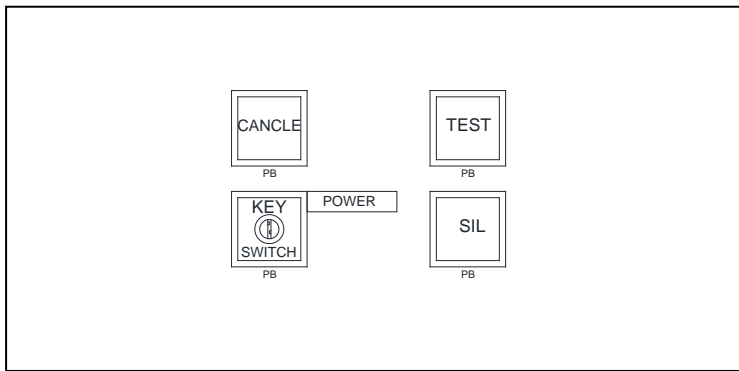 CANCLE
PB
TEST
PB
KEY
SWITCH
PB
POWER
SIL
PB